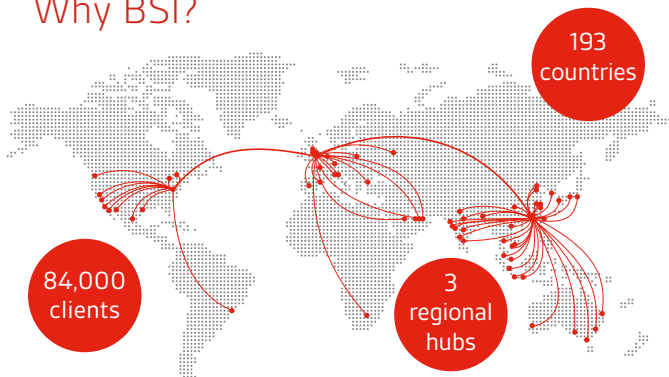 Why BSI?
193
countries
84,000
clients
3
regional
hubs